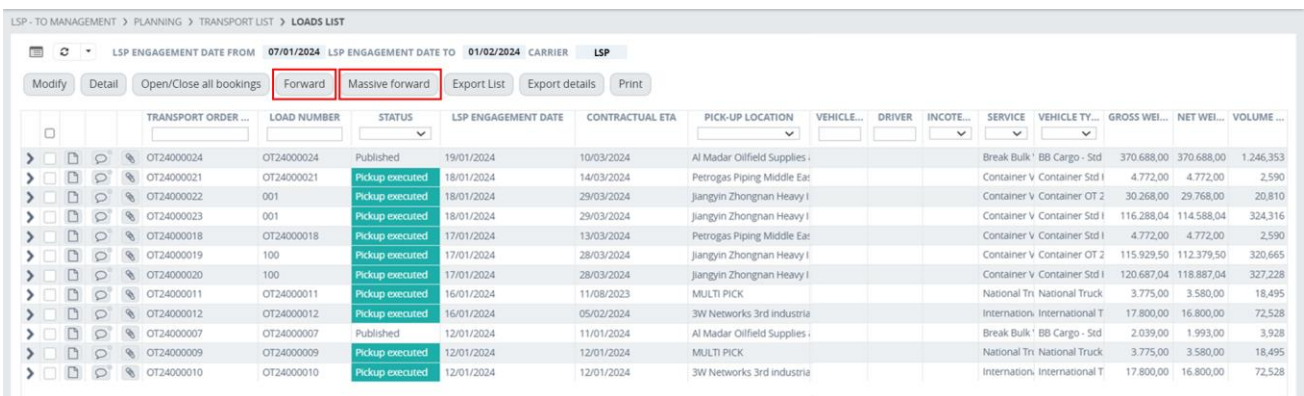 LSP - TO MANAGEMENT > PLANNING > TRANSPORT LIST > LOADS LIST
LSP ENGAGEMENT DATE FROM 07/01/2024 LSP ENGAGEMENT DATE TO 01/02/2024 CARRIER LSP
Modify Detail Open/Close all bookings Forward Massive forward Export List Export details Print
TRANSPORT ORDER ... LOAD NUMBER STATUS LSP ENGAGEMENT DATE CONTRACTUAL ETA PICK-UP LOCATION VEHICLE... DRIVER INCOTE... SERVICE VEHICLE TY... GROSS WEI... NET WEI... VOLUME ...
OT24000024 OT24000024 Published 19/01/2024 10/03/2024 Al Madar Oilfield Supplies Break Bulk BB Cargo - Std 370.688,00 370.688,00 1.246,353
OT24000021 OT24000021 Pickup executed 18/01/2024 14/03/2024 Petrogas Piping Middle Eas Container V Container Std 4.772,00 4.772,00 2,590
OT24000022 001 Pickup executed 18/01/2024 29/03/2024 Jiangyin Zhongnan Heavy I Container V Container OT 2 30.268,00 29.768,00 20,810
OT24000023 001 Pickup executed 18/01/2024 29/03/2024 Jiangyin Zhongnan Heavy I Container V Container Std 116.288,04 114.588,04 324,316
OT24000018 OT24000018 Pickup executed 17/01/2024 13/03/2024 Petrogas Piping Middle Eas Container V Container Std 4.772,00 4.772,00 2,590
OT24000019 100 Pickup executed 17/01/2024 28/03/2024 Jiangyin Zhongnan Heavy I Container V Container OT 2 115.929,50 112.379,50 320,665
OT24000020 100 Pickup executed 17/01/2024 28/03/2024 Jiangyin Zhongnan Heavy I Container V Container Std 120.687,04 118.887,04 327,228
OT24000011 OT24000011 Pickup executed 16/01/2024 11/08/2023 MULTI PICK National Tru National Truck 3.775,00 3.580,00 18,495
OT24000012 OT24000012 Pickup executed 16/01/2024 05/02/2024 3W Networks 3rd industria Internation International T 17.800,00 16.800,00 72,528
OT24000007 OT24000007 Published 12/01/2024 11/01/2024 Al Madar Oilfield Supplies Break Bulk BB Cargo - Std 2.039,00 1.993,00 3,928
OT24000009 OT24000009 Pickup executed 12/01/2024 12/01/2024 MULTI PICK National Tru National Truck 3.775,00 3.580,00 18,495
OT24000010 OT24000010 Pickup executed 12/01/2024 12/01/2024 3W Networks 3rd industria Internation International T 17.800,00 16.800,00 72,528